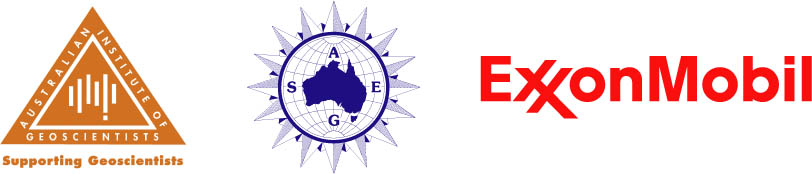 AUSTRALIAN INSTITUTE OF GEOSCIENTISTS
Supporting Geoscientists
A
S E
G
ExxonMobil